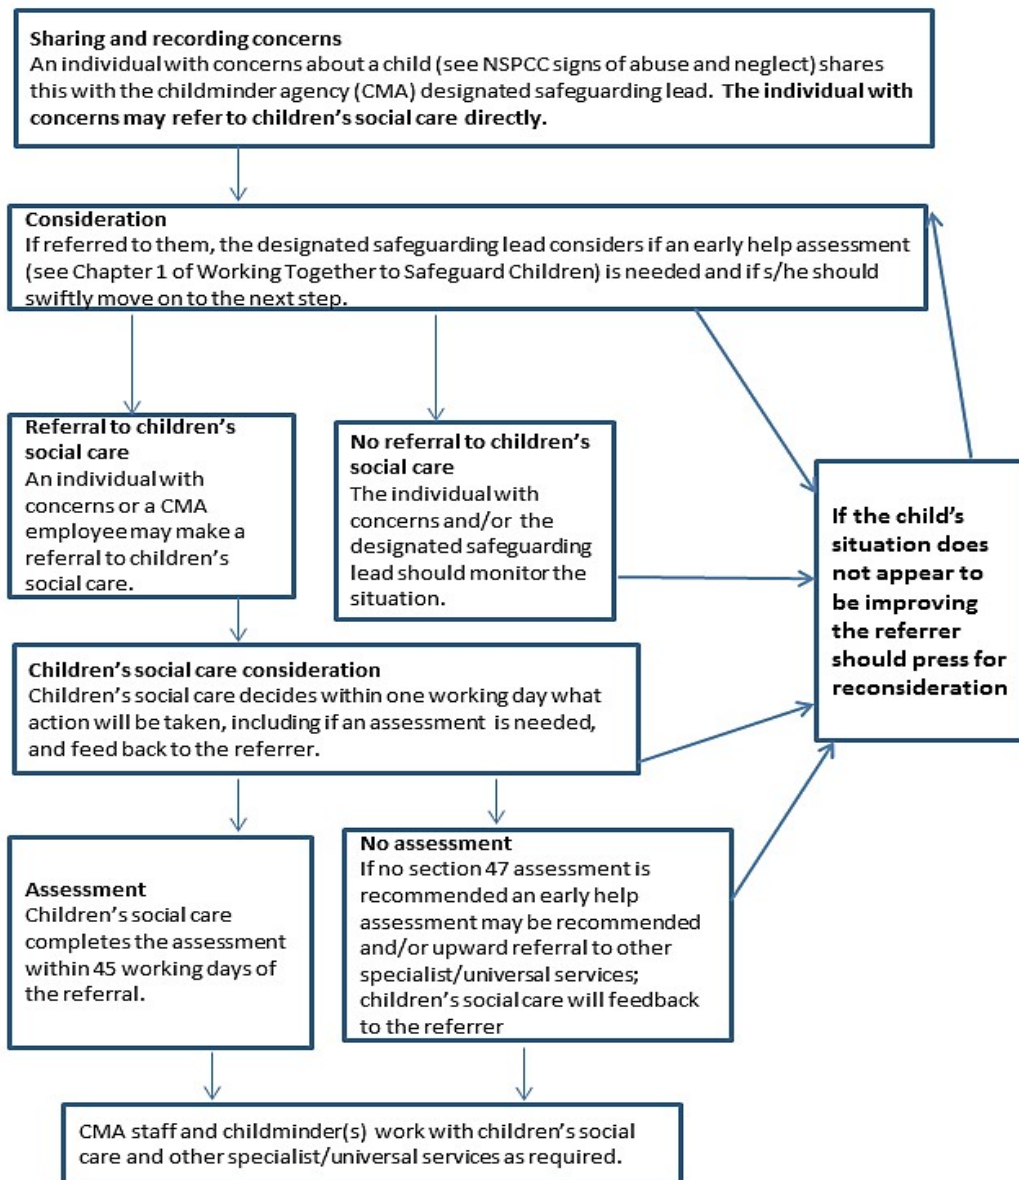 Sharing and recording concerns
An individual with concerns about a child (see NSPCC signs of abuse and neglect) shares
this with the childminder agency (CMA) designated safeguarding lead. The individual with
concerns may refer to children's social care directly.
Consideration
If referred to them, the designated safeguarding lead considers if an early help assessment
(see Chapter 1 of Working Together to Safeguard Children) is needed and if s/he should
swiftly move on to the next step.
Referral to children's
social care
An individual with
concerns or a CMA
employee may make a
referral to children's
social care.
No referral to children's
social care
The individual with
concerns and/or the
designated safeguarding
lead should monitor the
situation.
If the child's
situation does
not appear to
be improving
the referrer
should press for
reconsideration
Children's social care consideration
Children's social care decides within one working day what
action will be taken, including if an assessment is needed,
and feed back to the referrer.
Assessment
Children's social care
completes the assessment
within 45 working days of
the referral.
No assessment
If no section 47 assessment is
recommended an early help
assessment may be recommended
and/or upward referral to other
specialist/universal services;
children's social care will feedback
to the referrer
CMA staff and childminder(s) work with children's social
care and other specialist/universal services as required.